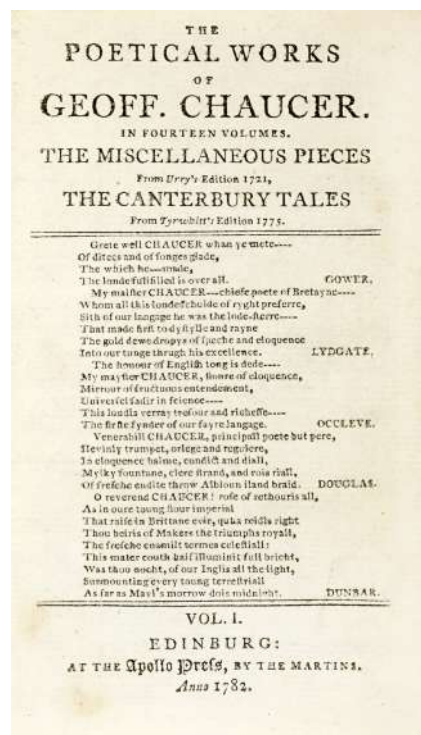 THE
POETICAL WORKS
OF
GEOFF. CHAUCER.
IN FOURTEEN VOLUMES.
THE MISCELLANEOUS PIECES
From Urry's Edition 1721,
THE CANTERBURY TALES
From Tyrwhitt's Edition 1775.
Grete well CHAUCER whan ye mete----
Of ditees and of songes glade,
The which he----made,
The londe fulfilled is over all. GOWER.
My maister CHAUCER----chiefe poete of Bretayne----
Whom all this londe schulde of ryght preferre,
Sith of our langage he was the lode-sterre----
That made first to dystylle and rayne
The gold dewe dropys of speche and eloquence
Into our tunge thrugh his excellence. LYDGATE.
The honour of English tong is dede----
My mayster CHAUCER, floure of eloquence,
Mirrour of fructuous entendement,
Universel fadir in science----
This londis verray tresour and richesse----
The firste fynder of our fayre langage. OCCLEVE.
Venerabill CHAUCER, principall poete but pere,
Hevinly trumpet, orlege and regulere,
In eloquence balme, condict and diall,
Mylky fountane, clere strand, and rois riall,
Of fresche endite throw Albioun iland braid. DOUGLAS.
O reverend CHAUCER! rose of rethouris all,
As in oure toung flour imperial
That raise in Brittane evir, quha reidis right
Thou beiris of Makers the triumphs royall,
The fresche enamilt termes celestiall:
This mater couth haif illuminit full bricht,
Was thou nocht, of our Inglis all the light,
Surmounting every toung terrestriall
As far as Mayi's morrow dois midnight. DUNBAR.
VOL. I.
EDINBURG:
AT THE Apollo Press, BY THE MARTINS.
Anno 1782.